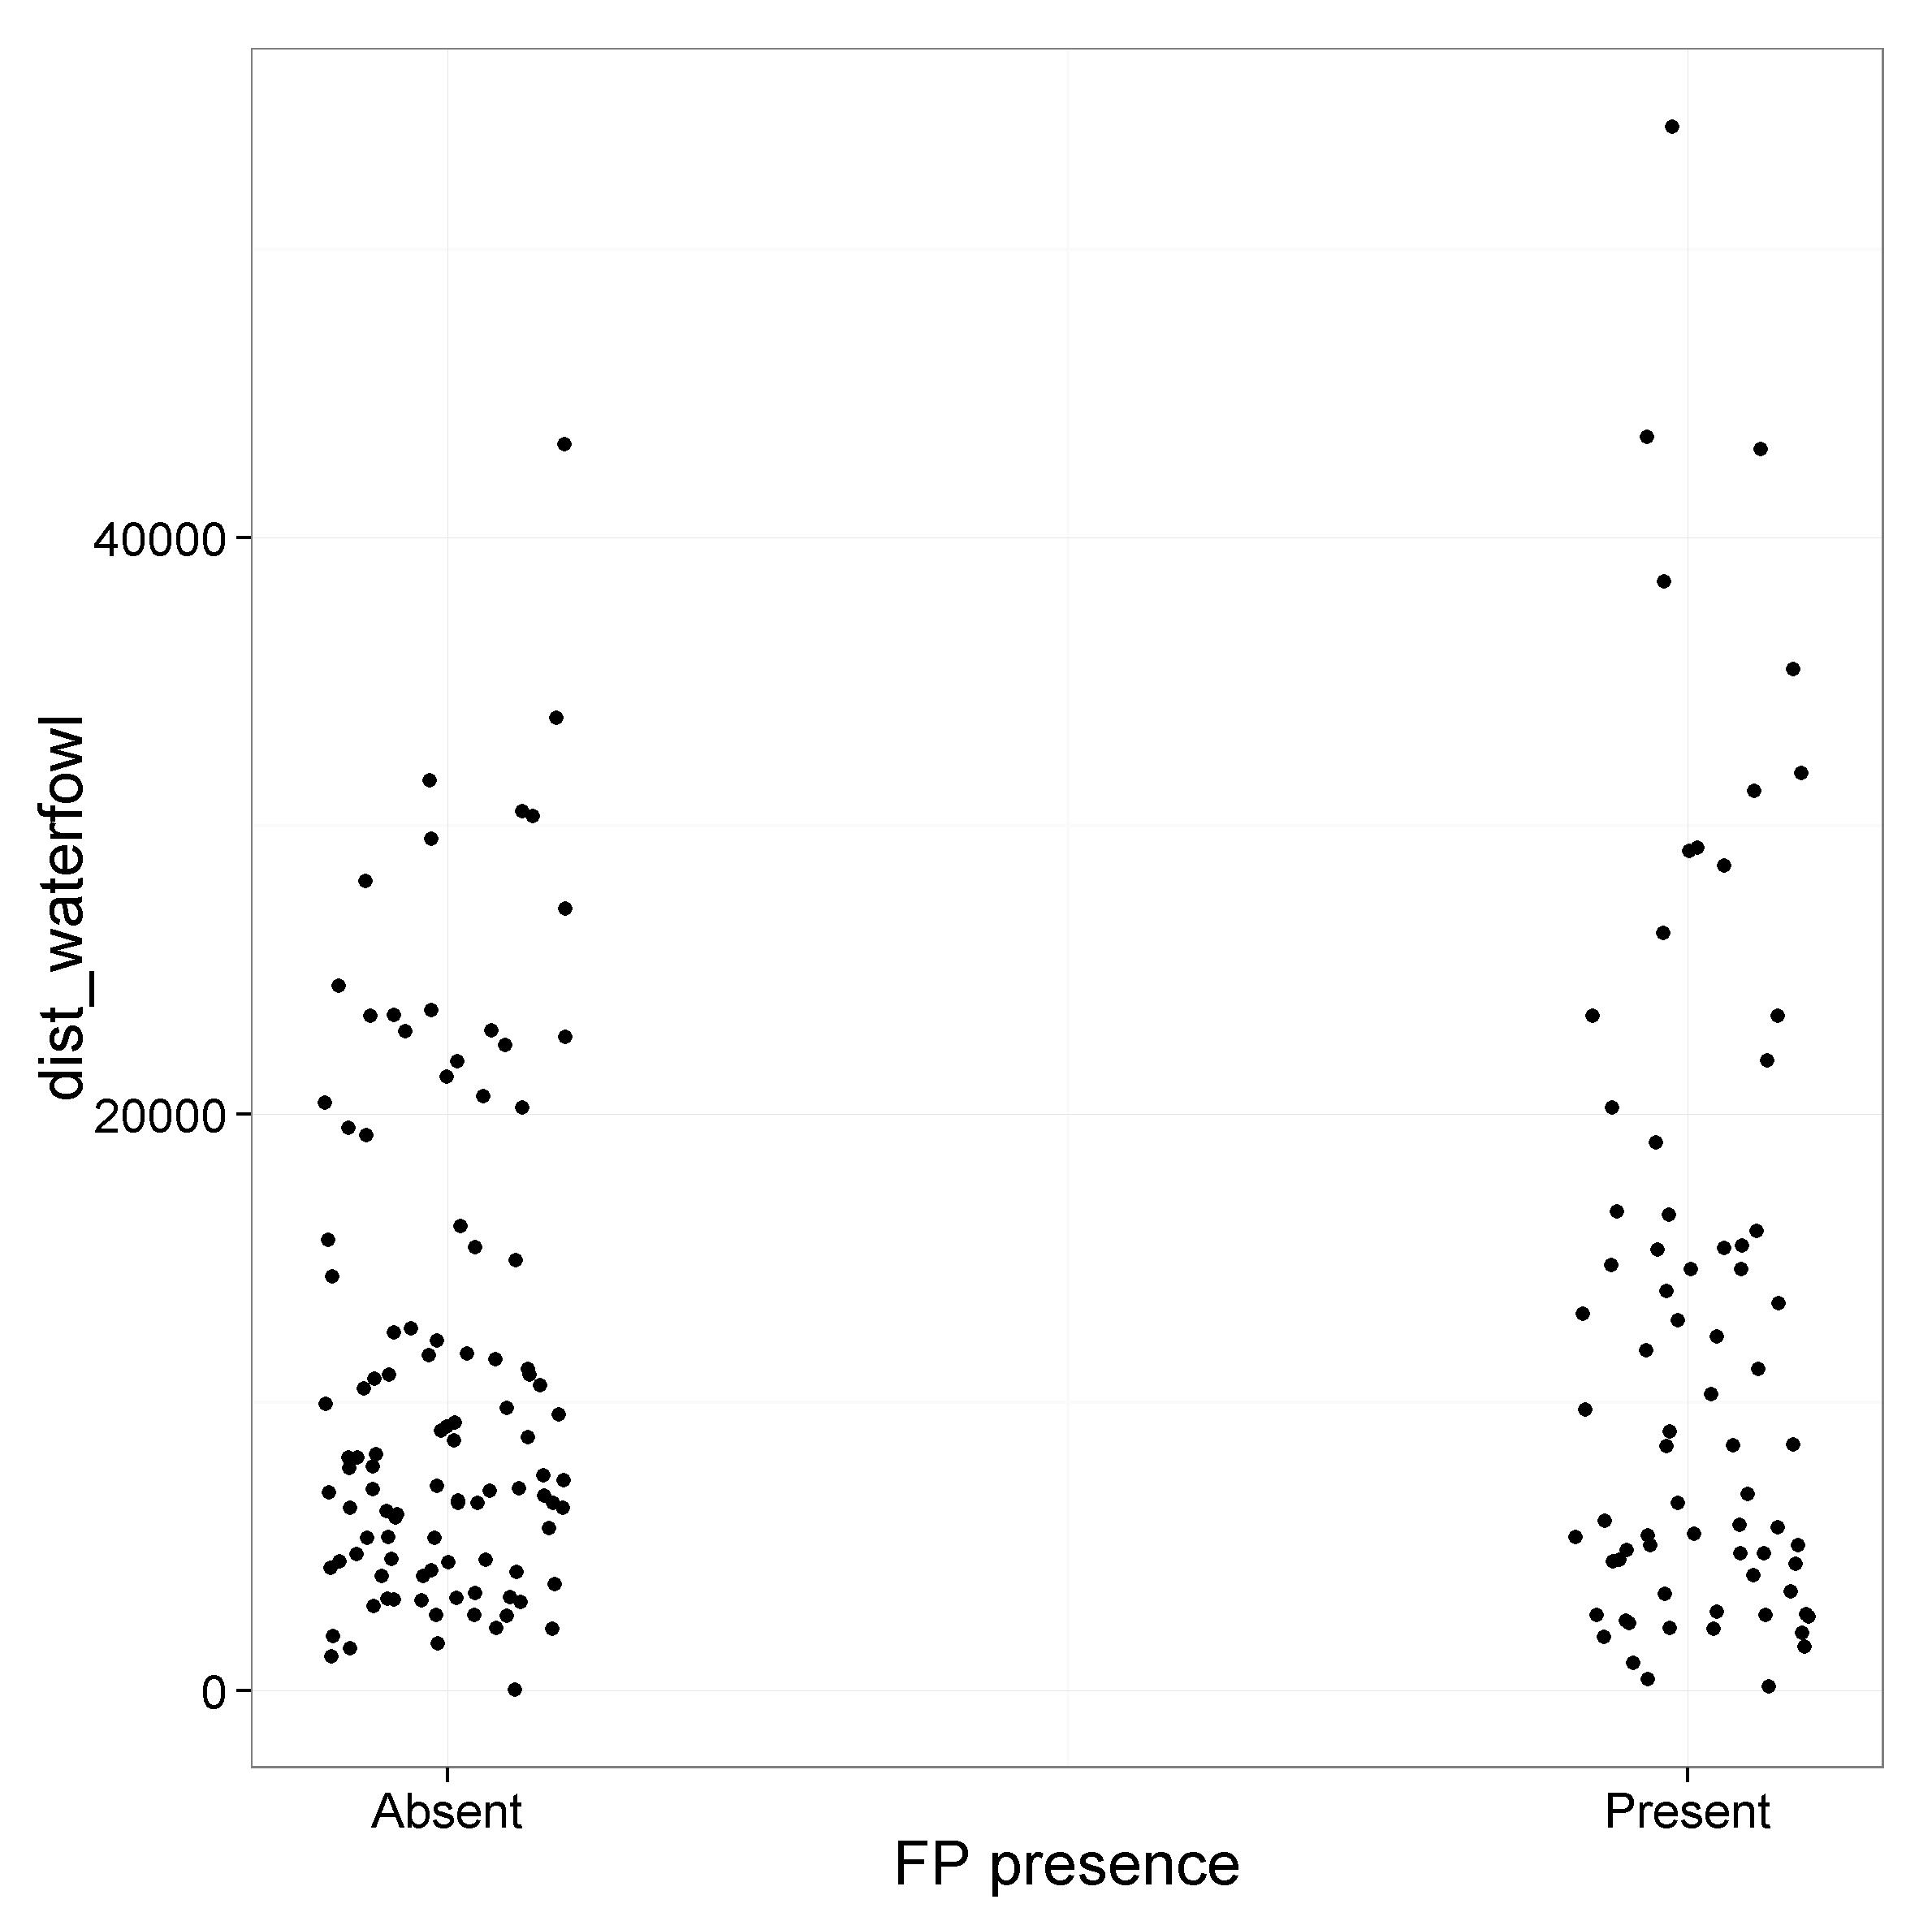 dist_waterfowl
40000
20000
0
Absent
Present
FP presence